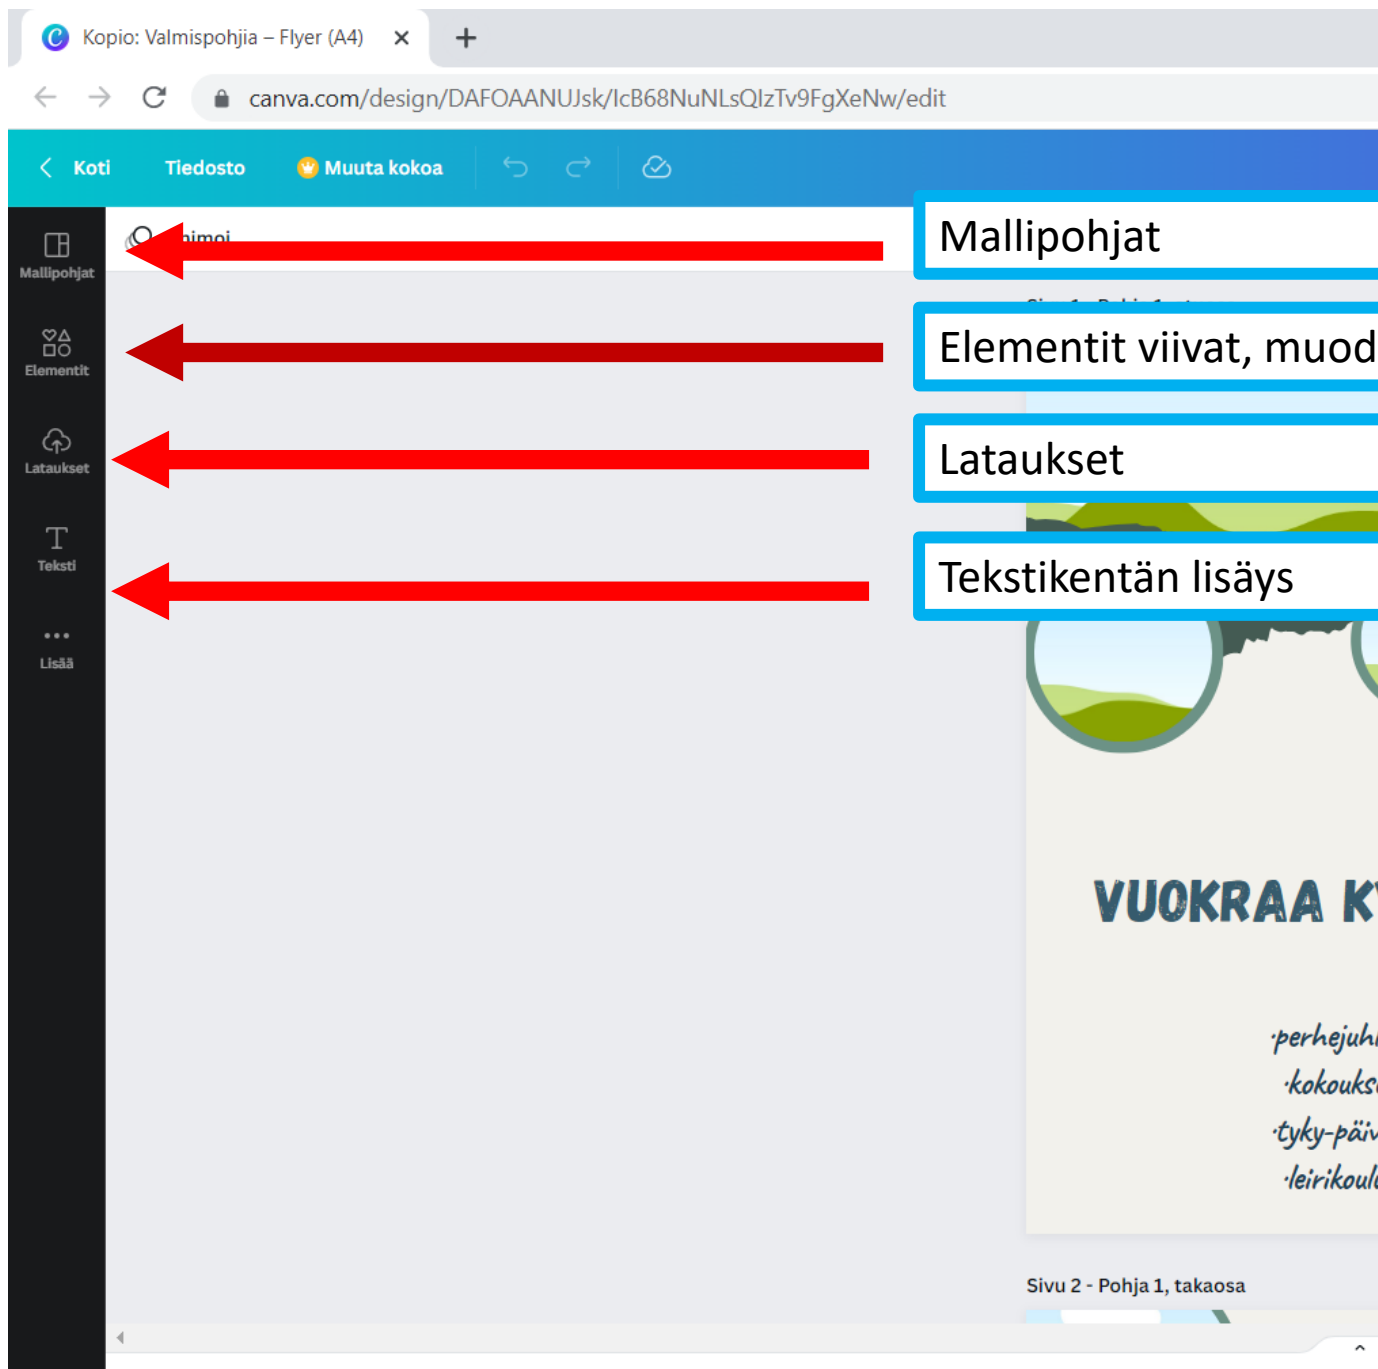 Kopio: Valmispohjia – Flyer (A4)
canva.com/design/DAFOAANUJsk/IcB68NuNLsQIzTv9FgXeNw/edit
Koti Tiedosto Muuta kokoa
Mallipohjat
Mallipohjat
Elementit
Elementit viivat, muod
Lataukset
Lataukset
Teksti
Tekstikentän lisäys
Lisää
VUOKRAA
·perhejuh
·kokouks
·tyky-päiv
·leirikoul
Sivu 2 - Pohja 1, takaosa